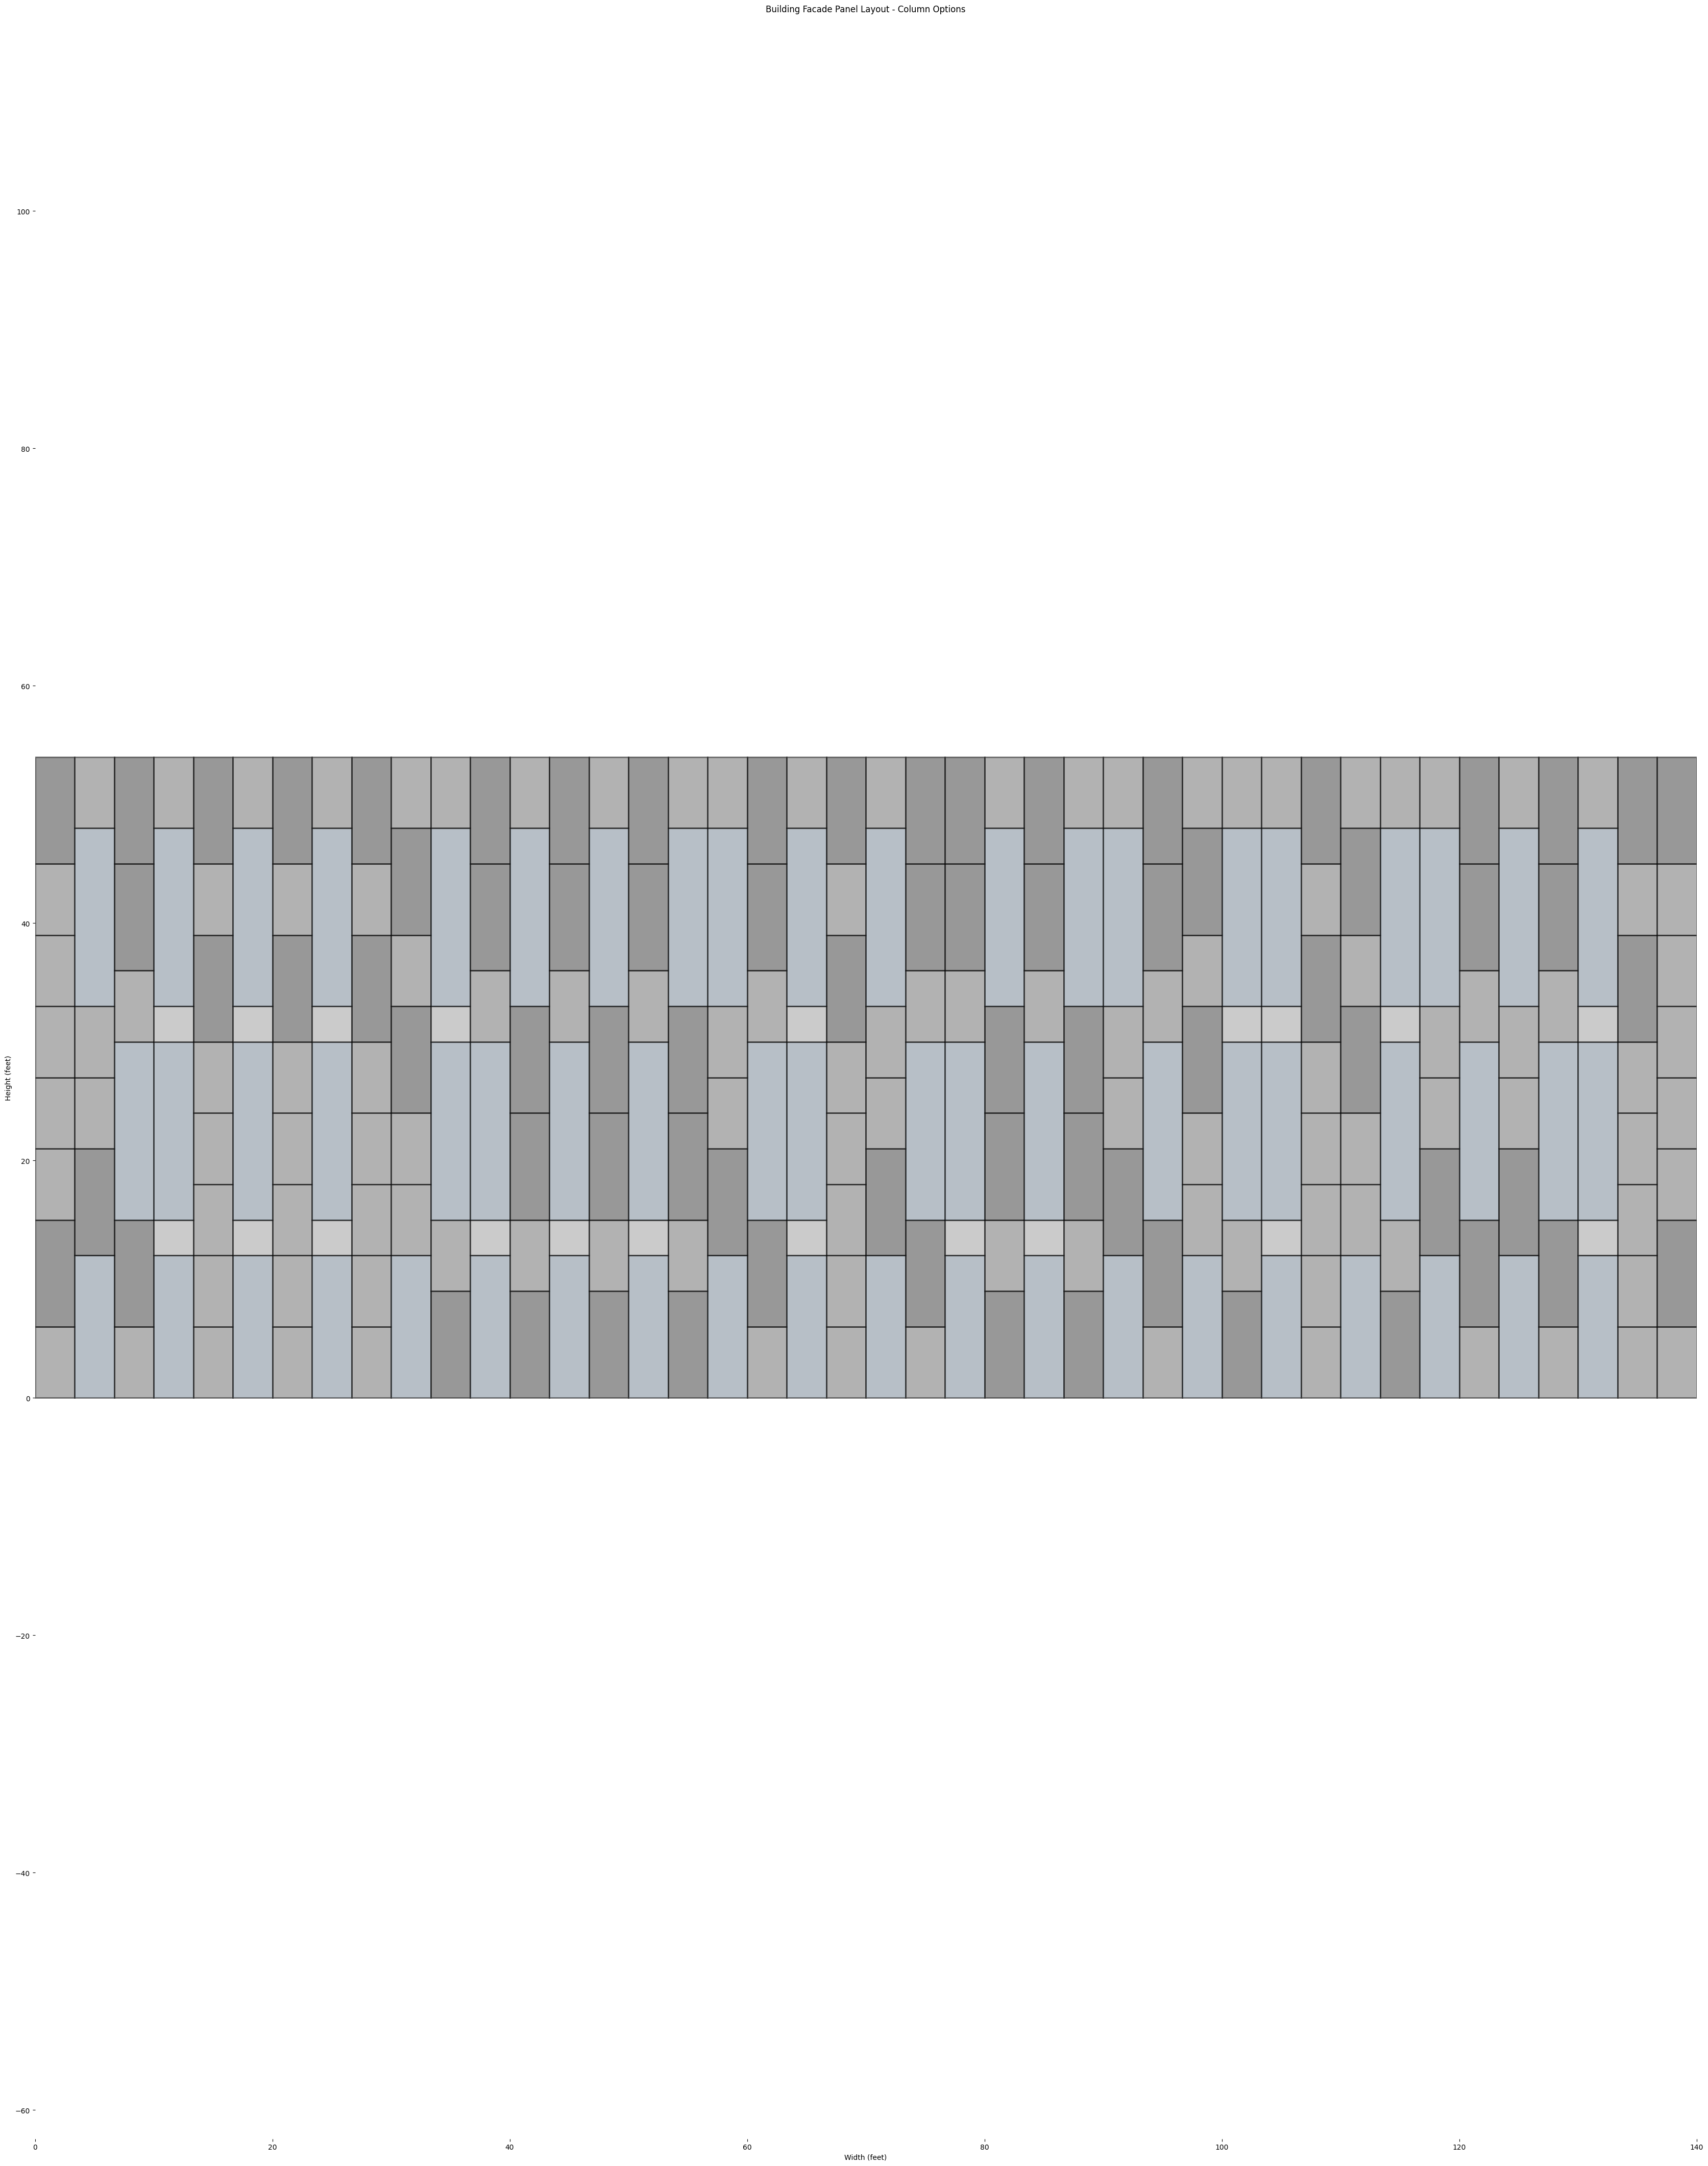 Building Facade Panel Layout - Column Options
100
80
60
40
20
0
−20
−40
−60
Height (feet)
0 20 40 60 80 100 120 140
Width (feet)